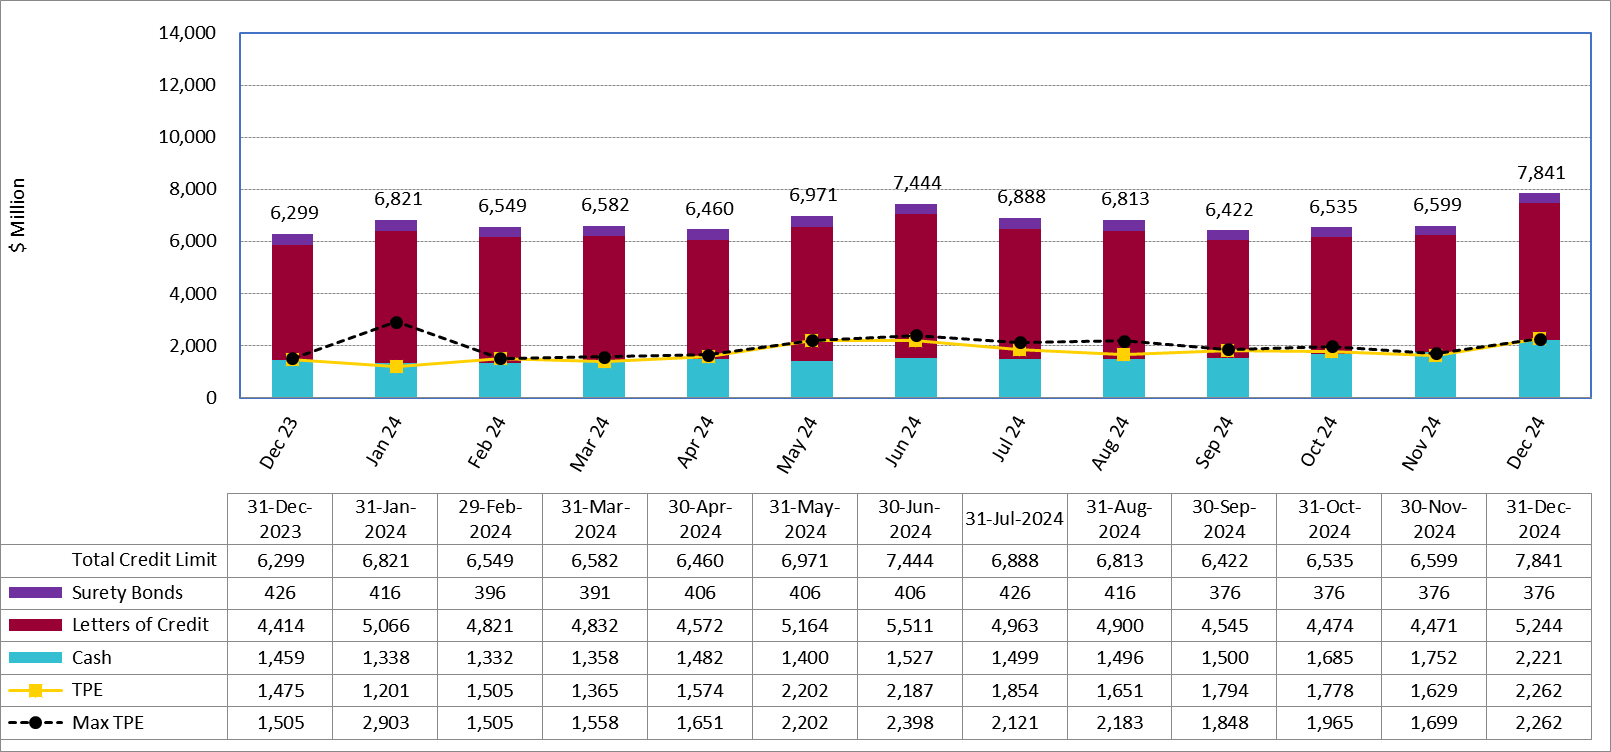 14,000
12,000
10,000
8,000
6,000
4,000
2,000
0
$ Million
6,299 6,821 6,549 6,582 6,460 6,971 7,444 6,888 6,813 6,422 6,535 6,599 7,841
Dec 23 Jan 24 Feb 24 Mar 24 Apr 24 May 24 Jun 24 Jul 24 Aug 24 Sep 24 Oct 24 Nov 24 Dec 24
31-Dec-2023 31-Jan-2024 29-Feb-2024 31-Mar-2024 30-Apr-2024 31-May-2024 30-Jun-2024 31-Jul-2024 31-Aug-2024 30-Sep-2024 31-Oct-2024 30-Nov-2024 31-Dec-2024
Total Credit Limit 6,299 6,821 6,549 6,582 6,460 6,971 7,444 6,888 6,813 6,422 6,535 6,599 7,841
Surety Bonds 426 416 396 391 406 406 406 426 416 376 376 376 376
Letters of Credit 4,414 5,066 4,821 4,832 4,572 5,164 5,511 4,963 4,900 4,545 4,474 4,471 5,244
Cash 1,459 1,338 1,332 1,358 1,482 1,400 1,527 1,499 1,496 1,500 1,685 1,752 2,221
TPE 1,475 1,201 1,505 1,365 1,574 2,202 2,187 1,854 1,651 1,794 1,778 1,629 2,262
Max TPE 1,505 2,903 1,505 1,558 1,651 2,202 2,398 2,121 2,183 1,848 1,965 1,699 2,262